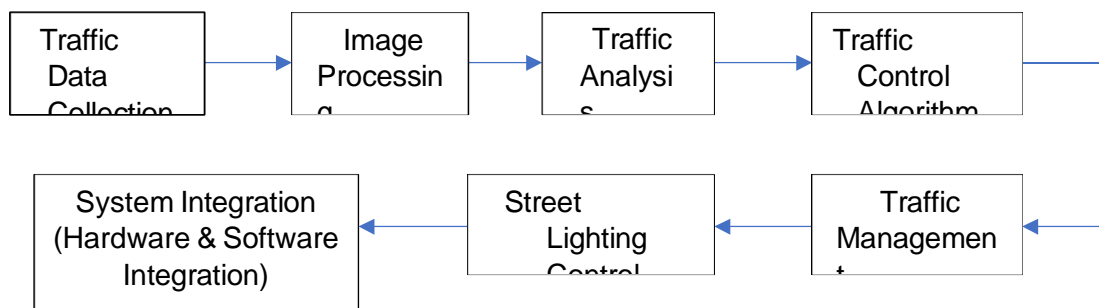 Traffic
Data
Collection
Image
Processin
g
Traffic
Analysi
s
Traffic
Control
Algorithm
System Integration
(Hardware & Software
Integration)
Street
Lighting
Control
Traffic
Managemen
t